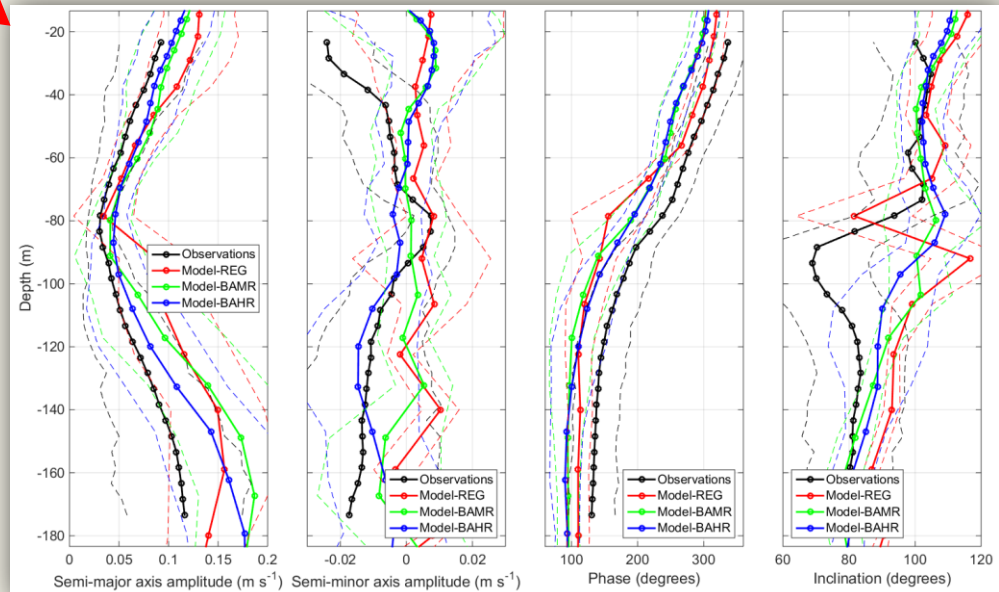 -20
-40
-60
-80
-100
-120
-140
-160
-180
Depth (m)
Observations
Model-REG
Model-BAMR
Model-BAHR
0 0.05 0.1 0.15 0.2
Semi-major axis amplitude (m s⁻¹)
Observations
Model-REG
Model-BAMR
Model-BAHR
-0.02 0 0.02
Semi-minor axis amplitude (m s⁻¹)
Observations
Model-REG
Model-BAMR
Model-BAHR
100 200 300
Phase (degrees)
Observations
Model-REG
Model-BAMR
Model-BAHR
60 80 100 120
Inclination (degrees)